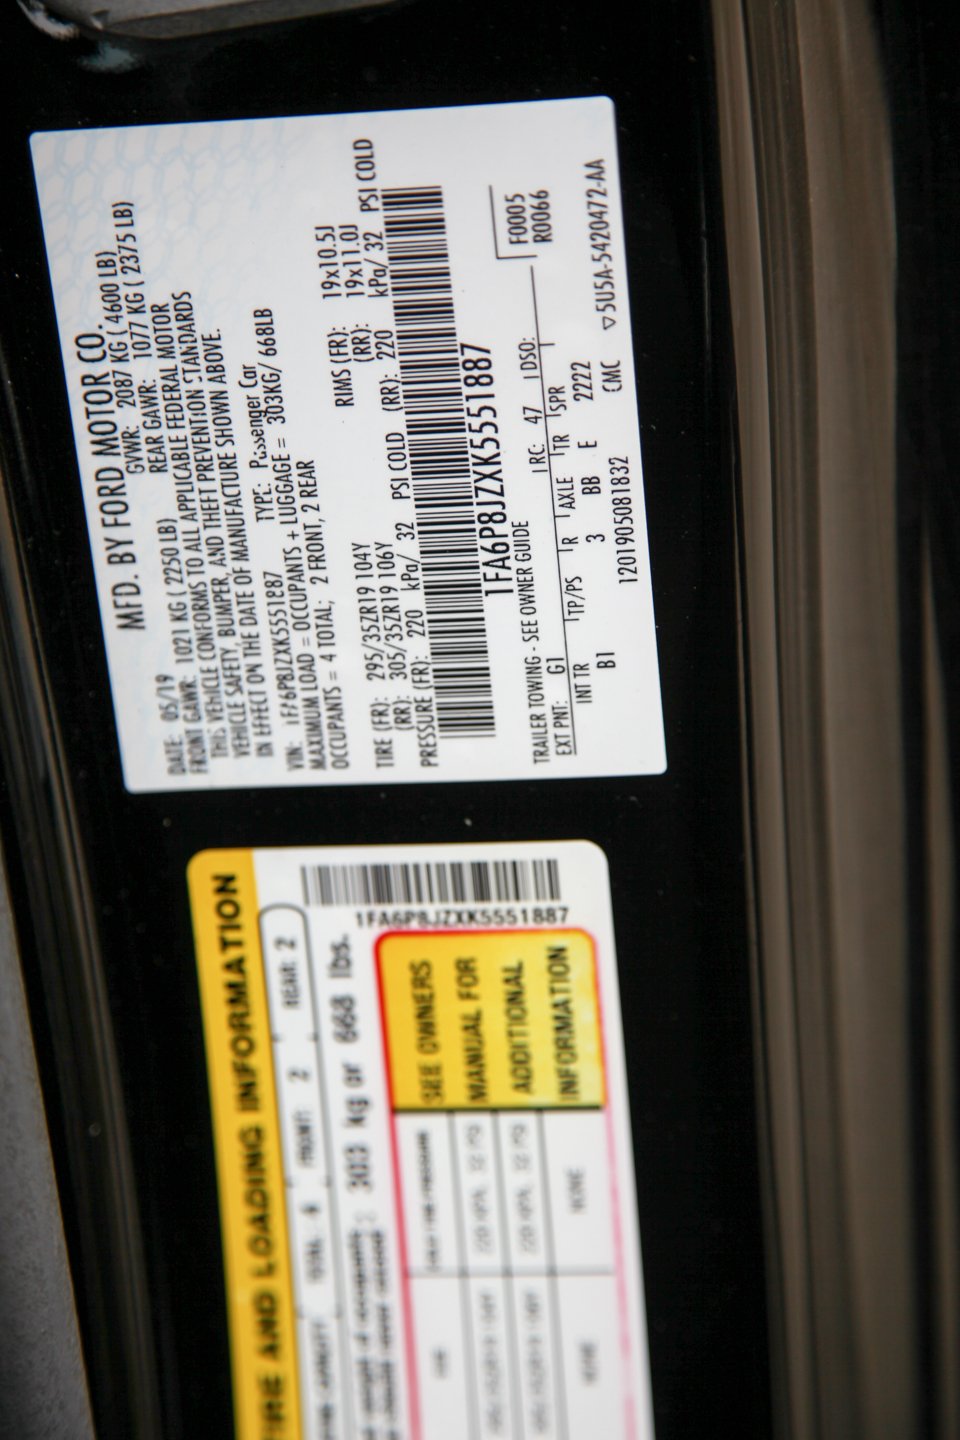 MFD. BY FORD MOTOR CO.
DATE: 05/19 GVWR: 2087 KG ( 4600 LB)
FRONT GAWR: 1021 KG ( 2250 LB) REAR GAWR: 1077 KG ( 2375 LB)
THIS VEHICLE CONFORMS TO ALL APPLICABLE FEDERAL MOTOR
VEHICLE SAFETY, BUMPER, AND THEFT PREVENTION STANDARDS
IN EFFECT ON THE DATE OF MANUFACTURE SHOWN ABOVE.
VIN: 1FA6P8JZXK5551887 TYPE: Passenger Car
MAXIMUM LOAD = OCCUPANTS + LUGGAGE = 303KG/ 668LB
OCCUPANTS = 4 TOTAL; 2 FRONT, 2 REAR
TIRE (FR): 295/35ZR19 104Y RIMS (FR): 19x10.5J
(RR): 305/35ZR19 106Y (RR): 19x11.0J
PRESSURE (FR): 220 kPa/ 32 PSI COLD (RR): 220 kPa/ 32 PSI COLD
1FA6P8JZXK5551887
TRAILER TOWING - SEE OWNER GUIDE
F0005
R0066
EXT PNT: G1 RC: 47 DSO:
INT TR TP/PS R AXLE TR SPR
B1 3 BB E 2222
1201905081832 CMC ▽5U5A-5420472-AA
TIRE AND LOADING INFORMATION
1FA6P8JZXK5551887
TOTAL 4 FRONT 2 REAR 2
303 kg or 668 lbs.
SEE OWNERS
MANUAL FOR
ADDITIONAL
INFORMATION
NONE